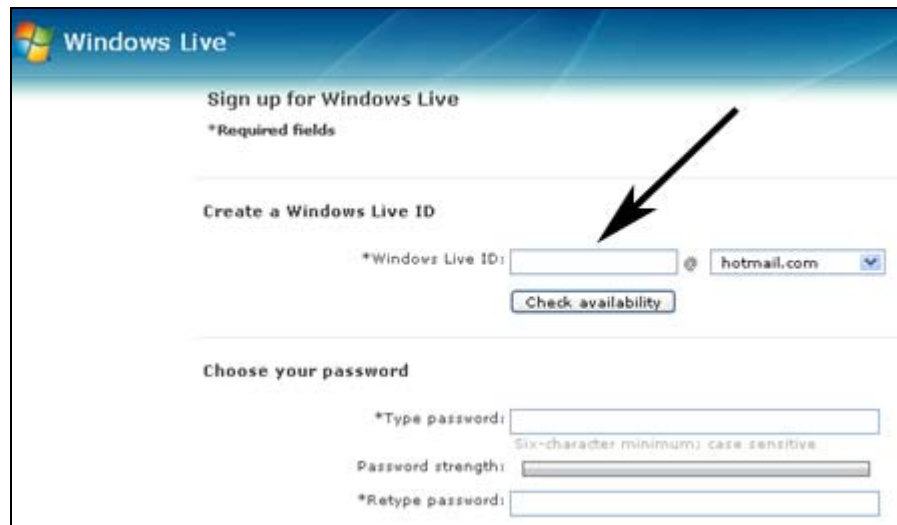 Windows Live™
Sign up for Windows Live
*Required fields
Create a Windows Live ID
*Windows Live ID: @ hotmail.com
Check availability
Choose your password
*Type password:
Six-character minimum; case sensitive
Password strength:
*Retype password: